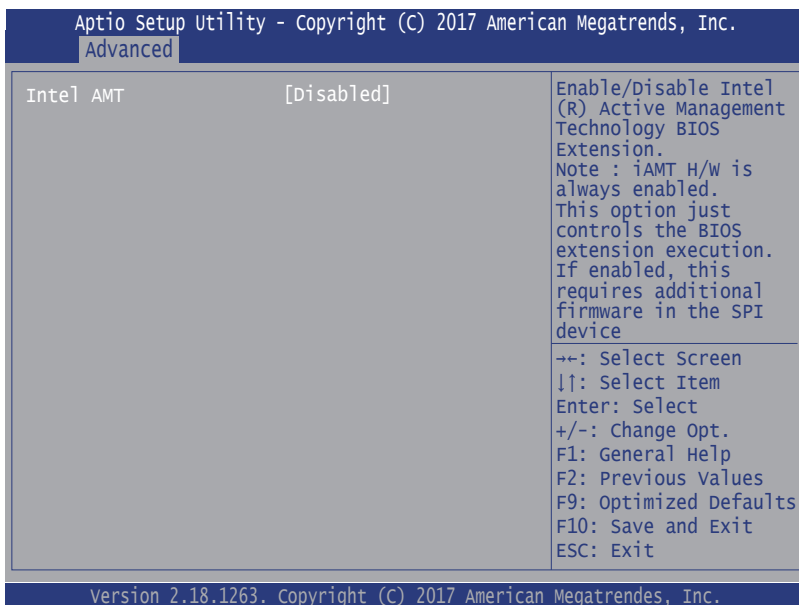 Aptio Setup Utility - Copyright (C) 2017 American Megatrends, Inc.
Advanced
Intel AMT [Disabled]
Enable/Disable Intel
(R) Active Management
Technology BIOS
Extension.
Note : iAMT H/W is
always enabled.
This option just
controls the BIOS
extension execution.
If enabled, this
requires additional
firmware in the SPI
device
→←: Select Screen
↓↑: Select Item
Enter: Select
+/-: Change Opt.
F1: General Help
F2: Previous Values
F9: Optimized Defaults
F10: Save and Exit
ESC: Exit
Version 2.18.1263. Copyright (C) 2017 American Megatrendes, Inc.